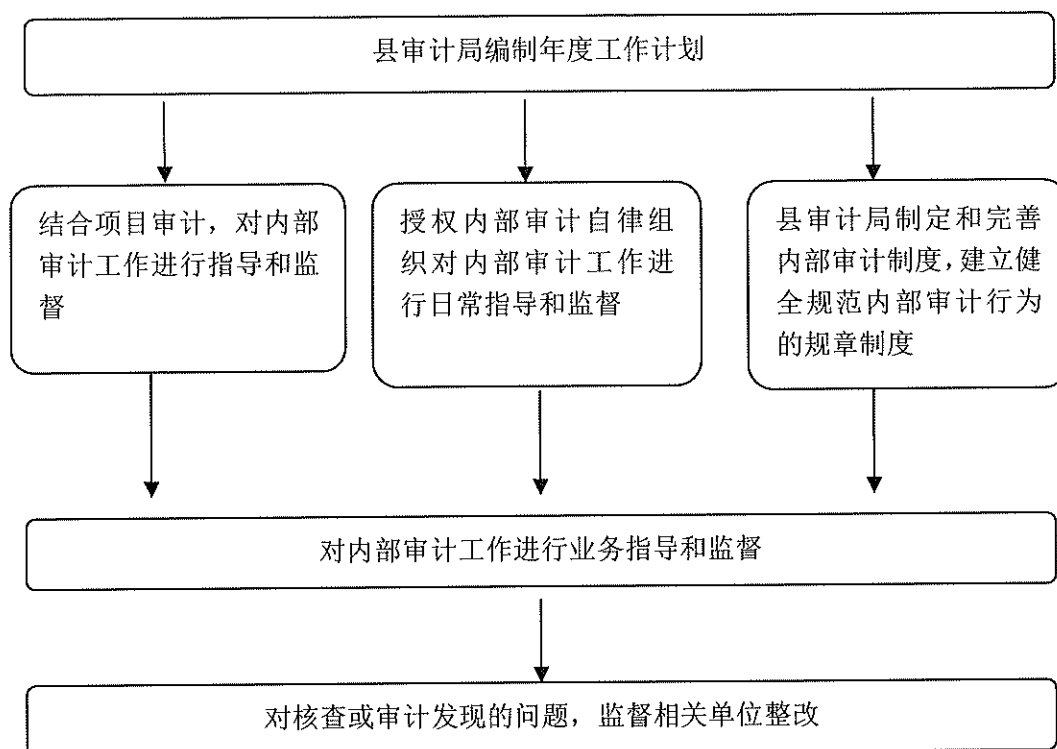 县审计局编制年度工作计划
结合项目审计，对内部
审计工作进行指导和监
督
授权内部审计自律组
织对内部审计工作进
行日常指导和监督
县审计局制定和完善
内部审计制度，建立健
全规范内部审计行为
的规章制度
对内部审计工作进行业务指导和监督
对核查或审计发现的问题，监督相关单位整改